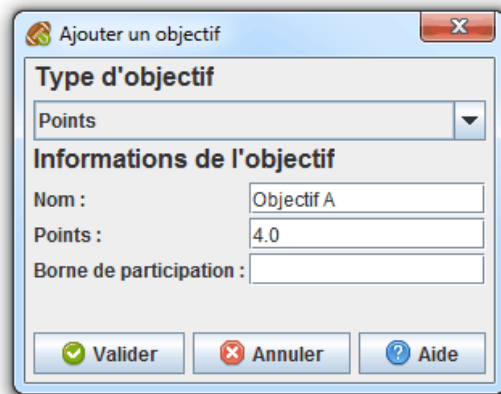 Ajouter un objectif
Type d'objectif
Points
Informations de l'objectif
Nom : Objectif A
Points : 4.0
Borne de participation :
Valider Annuler Aide